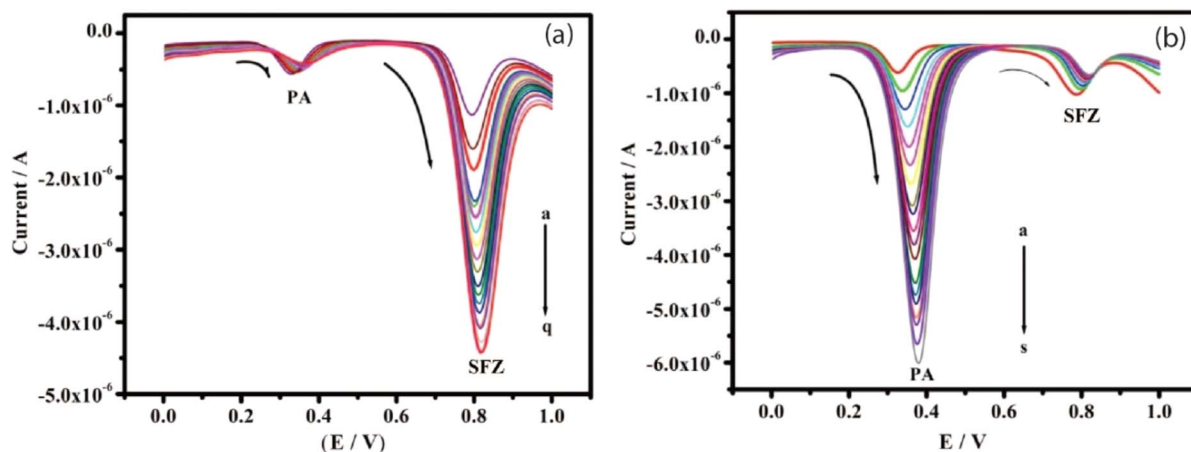 (a)
0.0
-1.0x10⁻⁶
-2.0x10⁻⁶
-3.0x10⁻⁶
-4.0x10⁻⁶
-5.0x10⁻⁶
Current / A
PA
a
q
SFZ
0.0 0.2 0.4 0.6 0.8 1.0
(E / V)
(b)
0.0
-1.0x10⁻⁶
-2.0x10⁻⁶
-3.0x10⁻⁶
-4.0x10⁻⁶
-5.0x10⁻⁶
-6.0x10⁻⁶
Current / A
SFZ
a
s
PA
0.0 0.2 0.4 0.6 0.8 1.0
E / V